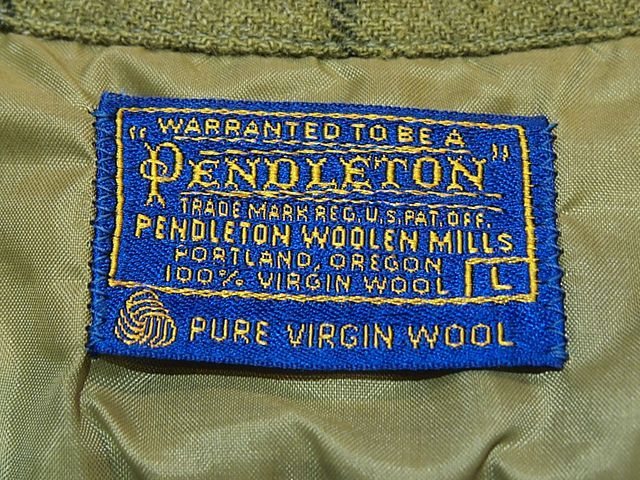 WARRANTED TO BE A
"PENDLETON"
TRADE MARK REG. U.S. PAT. OFF.
PENDLETON WOOLEN MILLS
PORTLAND, OREGON
100% VIRGIN WOOL L
PURE VIRGIN WOOL